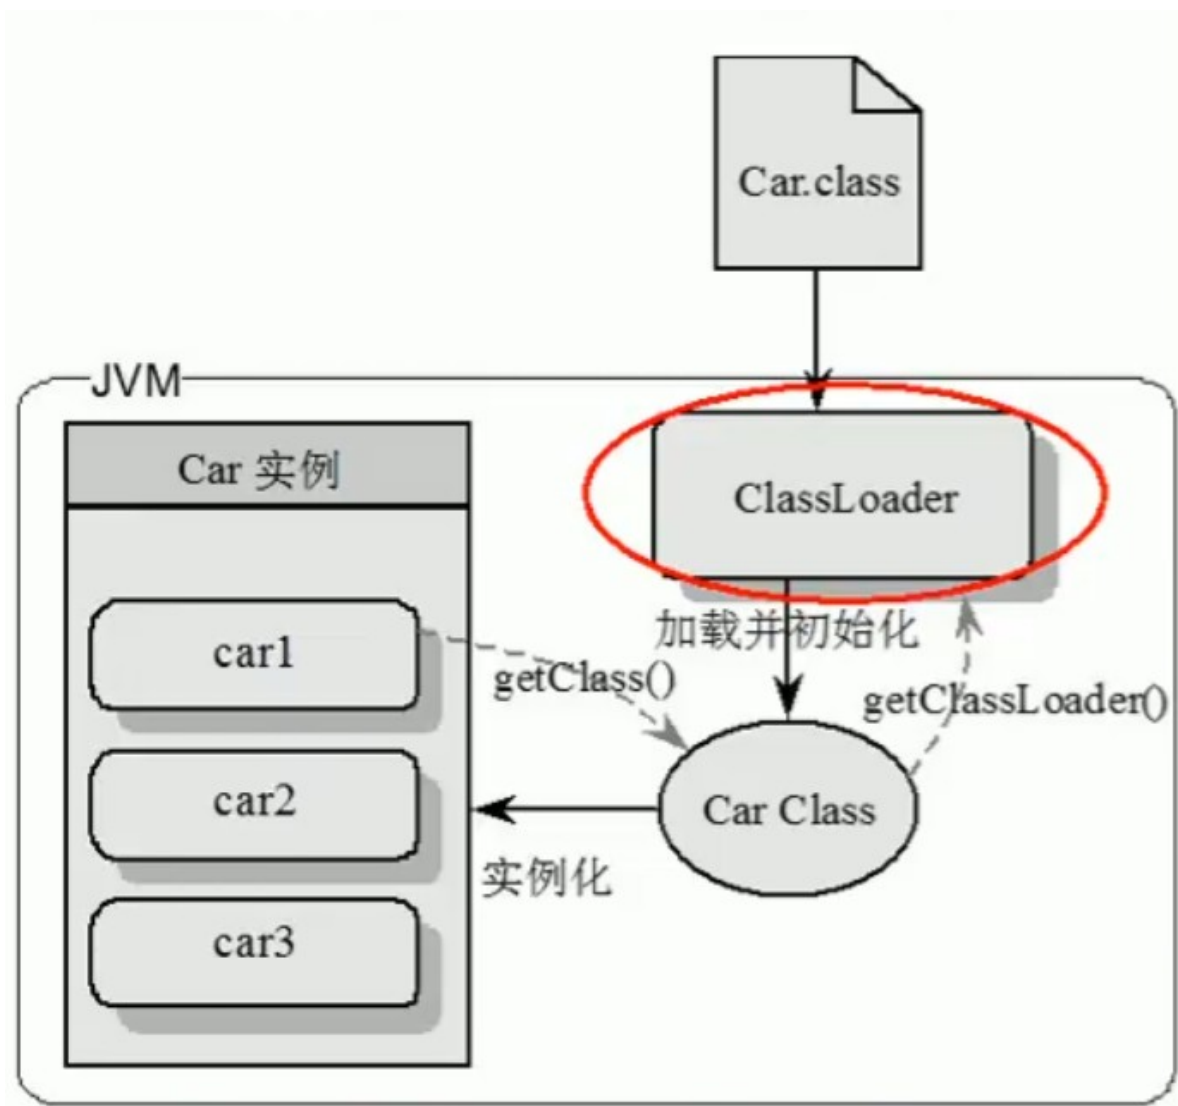 Car.class
JVM
Car 实例
ClassLoader
car1
加载并初始化
getClass()
getClassLoader()
car2
Car Class
实例化
car3